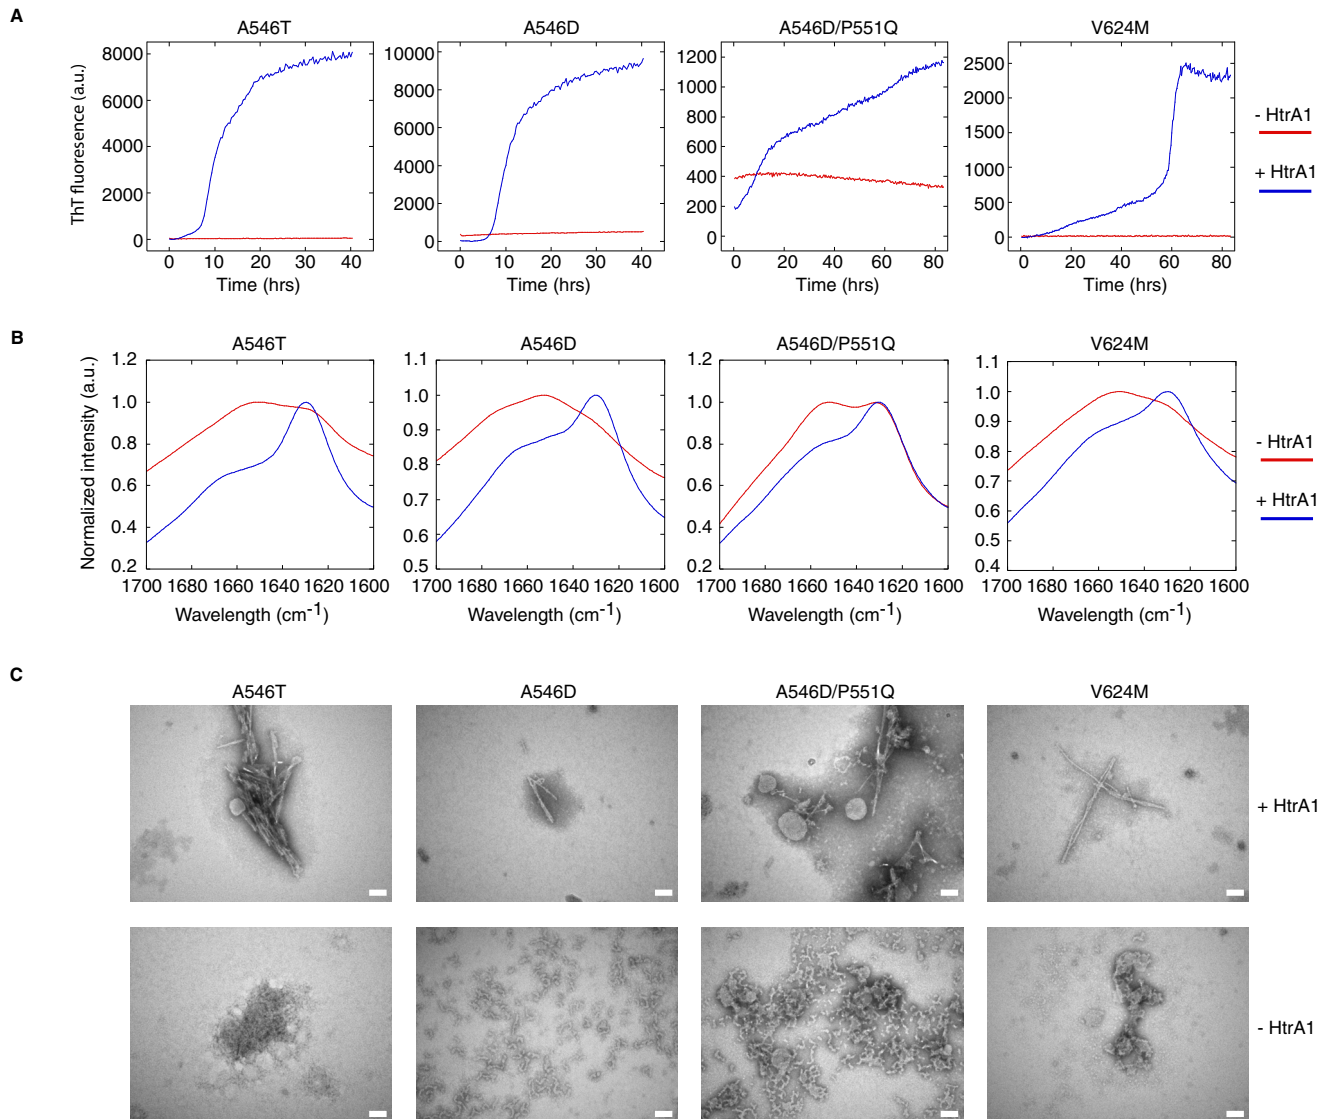 A
A546T
A546D
A546D/P551Q
V624M
ThT fluoresence (a.u.)
8000
6000
4000
2000
0
0 10 20 30 40
Time (hrs)
10000
8000
6000
4000
2000
0
0 10 20 30 40
Time (hrs)
1200
1000
800
600
400
200
0
0 20 40 60 80
Time (hrs)
2500
2000
1500
1000
500
0
0 20 40 60 80
Time (hrs)
- HtrA1
+ HtrA1
B
A546T
A546D
A546D/P551Q
V624M
Normalized intensity (a.u.)
1.2
1.0
0.8
0.6
0.4
0.2
1700 1680 1660 1640 1620 1600
Wavelength (cm-1)
1.1
1.0
0.9
0.8
0.7
0.6
0.5
1700 1680 1660 1640 1620 1600
Wavelength (cm-1)
1.2
1.0
0.8
0.6
0.4
0.2
1700 1680 1660 1640 1620 1600
Wavelength (cm-1)
1.1
1.0
0.9
0.8
0.7
0.6
0.5
0.4
1700 1680 1660 1640 1620 1600
Wavelength (cm-1)
- HtrA1
+ HtrA1
C
A546T
A546D
A546D/P551Q
V624M
+ HtrA1
- HtrA1